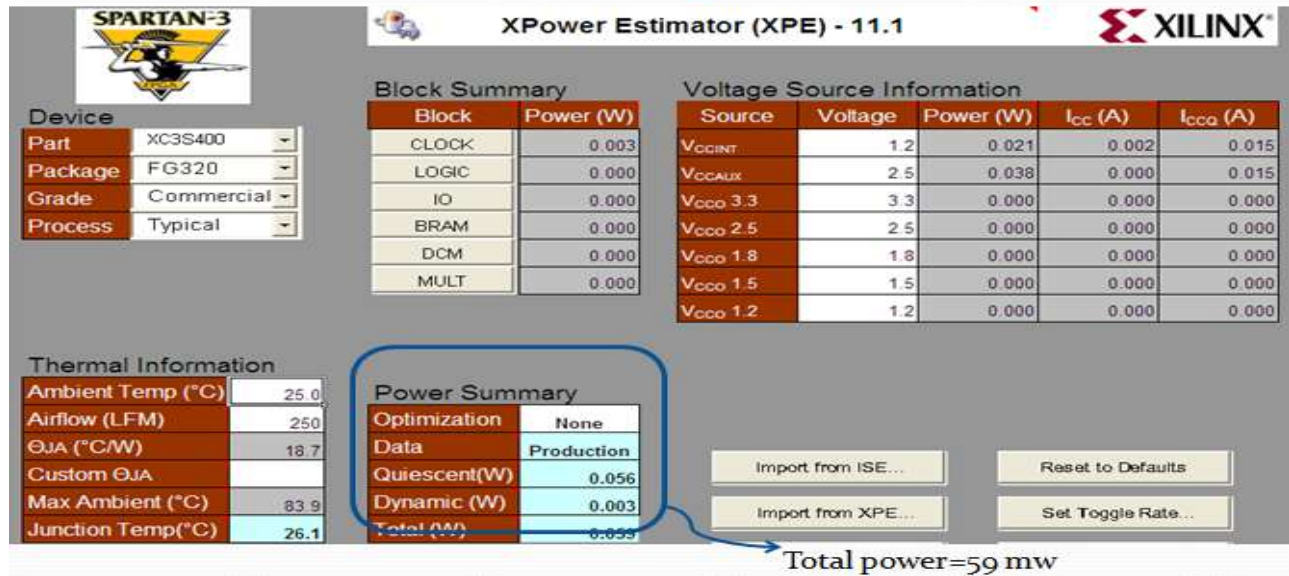 SPARTAN-3
FPGA
XPower Estimator (XPE) - 11.1
XILINX
Device
Part XC3S400
Package FG320
Grade Commercial
Process Typical
Block Summary
Block Power (W)
CLOCK 0.003
LOGIC 0.000
IO 0.000
BRAM 0.000
DCM 0.000
MULT 0.000
Voltage Source Information
Source Voltage Power (W) ICC (A) ICCQ (A)
VCCINT 1.2 0.021 0.002 0.015
VCCAUX 2.5 0.038 0.000 0.015
VCCO 3.3 3.3 0.000 0.000 0.000
VCCO 2.5 2.5 0.000 0.000 0.000
VCCO 1.8 1.8 0.000 0.000 0.000
VCCO 1.5 1.5 0.000 0.000 0.000
VCCO 1.2 1.2 0.000 0.000 0.000
Thermal Information
Ambient Temp (°C) 25.0
Airflow (LFM) 250
ΘJA (°C/W) 18.7
Custom ΘJA
Max Ambient (°C) 83.9
Junction Temp(°C) 26.1
Power Summary
Optimization None
Data Production
Quiescent(W) 0.056
Dynamic (W) 0.003
Total (W) 0.059
Import from ISE...
Reset to Defaults
Import from XPE...
Set Toggle Rate...
Total power=59 mw